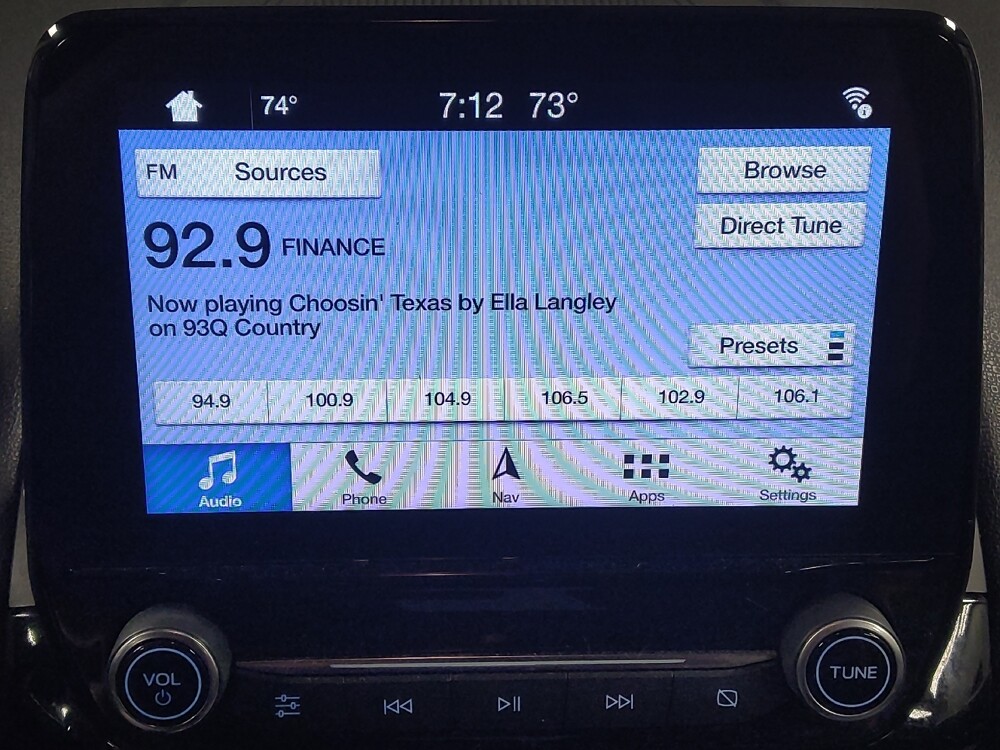 74° 7:12 73°
FM Sources
Browse
Direct Tune
92.9 FINANCE
Now playing Choosin' Texas by Ella Langley
on 93Q Country
Presets
94.9 100.9 104.9 106.5 102.9 106.1
Audio Phone Nav Apps Settings
VOL
TUNE